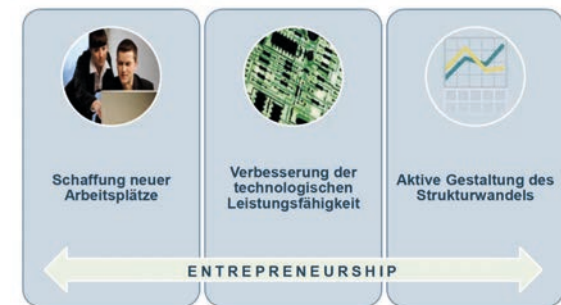 Schaffung neuer
Arbeitsplätze
Verbesserung der
technologischen
Leistungsfähigkeit
Aktive Gestaltung des
Strukturwandels
ENTREPRENEURSHIP